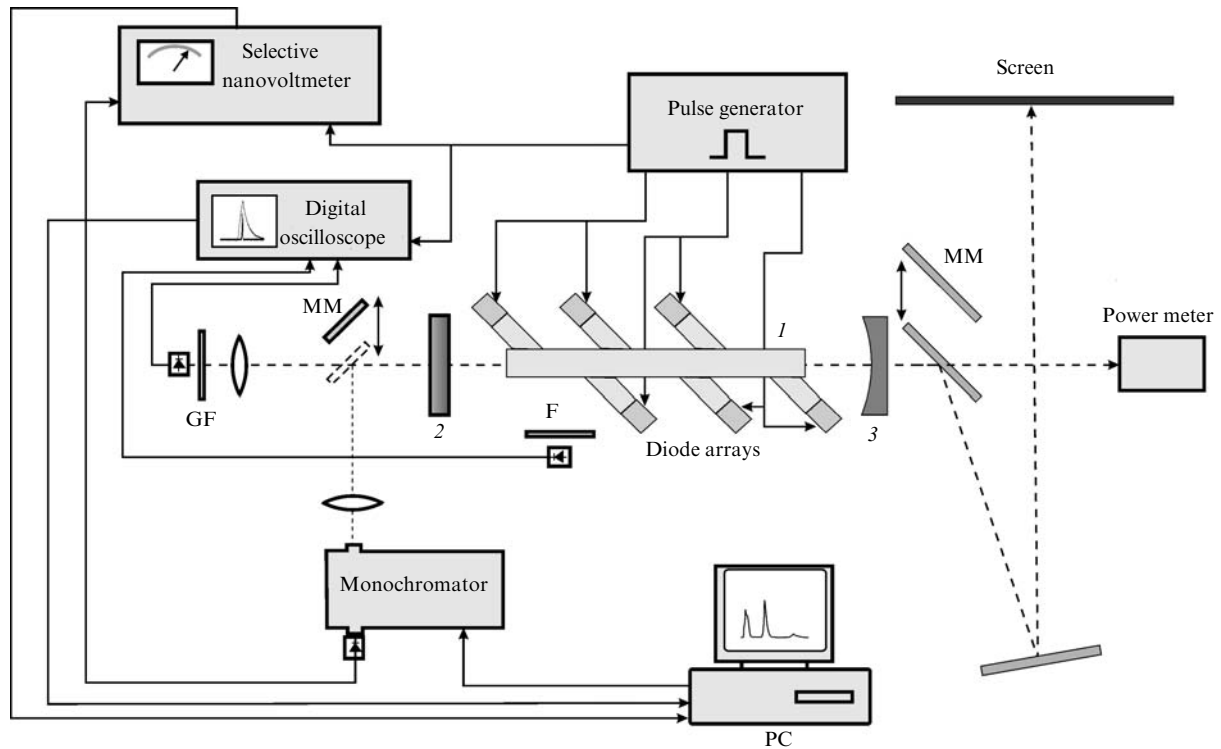 Selective
nanovoltmeter
Pulse generator
Screen
Digital
oscilloscope
MM
MM
1
Power meter
GF
2
F
Diode arrays
3
Monochromator
PC